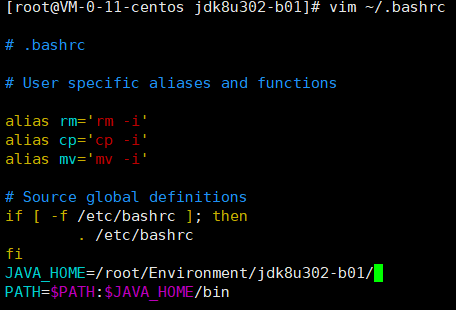 [root@VM-0-11-centos jdk8u302-b01]# vim ~/.bashrc
# .bashrc
# User specific aliases and functions
alias rm='rm -i'
alias cp='cp -i'
alias mv='mv -i'
# Source global definitions
if [ -f /etc/bashrc ]; then
        . /etc/bashrc
fi
JAVA_HOME=/root/Environment/jdk8u302-b01/
PATH=$PATH:$JAVA_HOME/bin